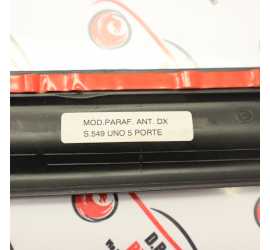 MOD.PARAF. ANT. DX
S.549 UNO 5 PORTE